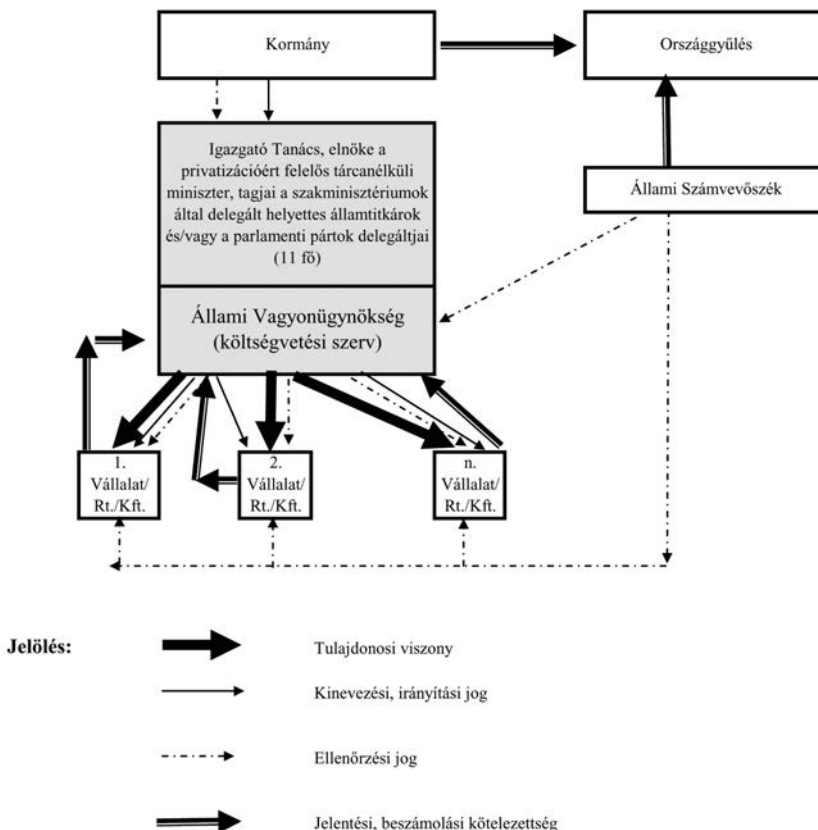 Kormány
Országgyűlés
Igazgató Tanács, elnöke a
privatizációért felelős tárcanélküli
miniszter, tagjai a szakminisztériumok
által delegált helyettes államtitkárok
és/vagy a parlamenti pártok delegáltjai
(11 fő)
Állami Számvevőszék
Állami Vagyonügynökség
(költségvetési szerv)
1.
Vállalat/
Rt./Kft.
2.
Vállalat/
Rt./Kft.
n.
Vállalat/
Rt./Kft.
Jelölés:
Tulajdonosi viszony
Kinevezési, irányítási jog
Ellenőrzési jog
Jelentési, beszámolási kötelezettség